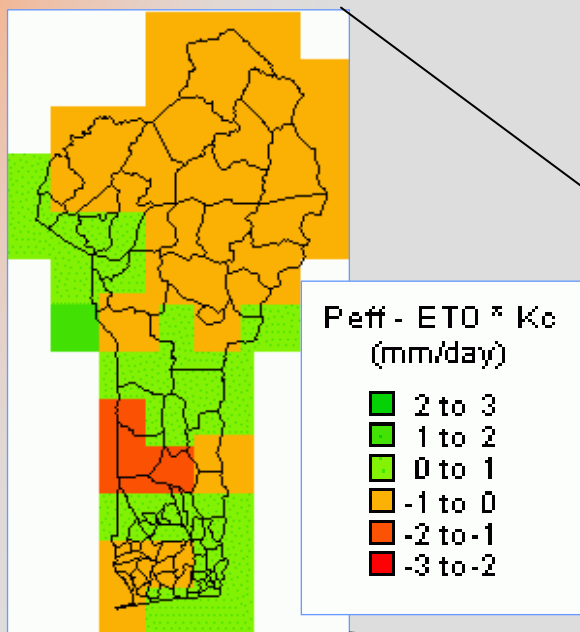 Peff - ET0 * Kc
(mm/day)
2 to 3
1 to 2
0 to 1
-1 to 0
-2 to -1
-3 to -2